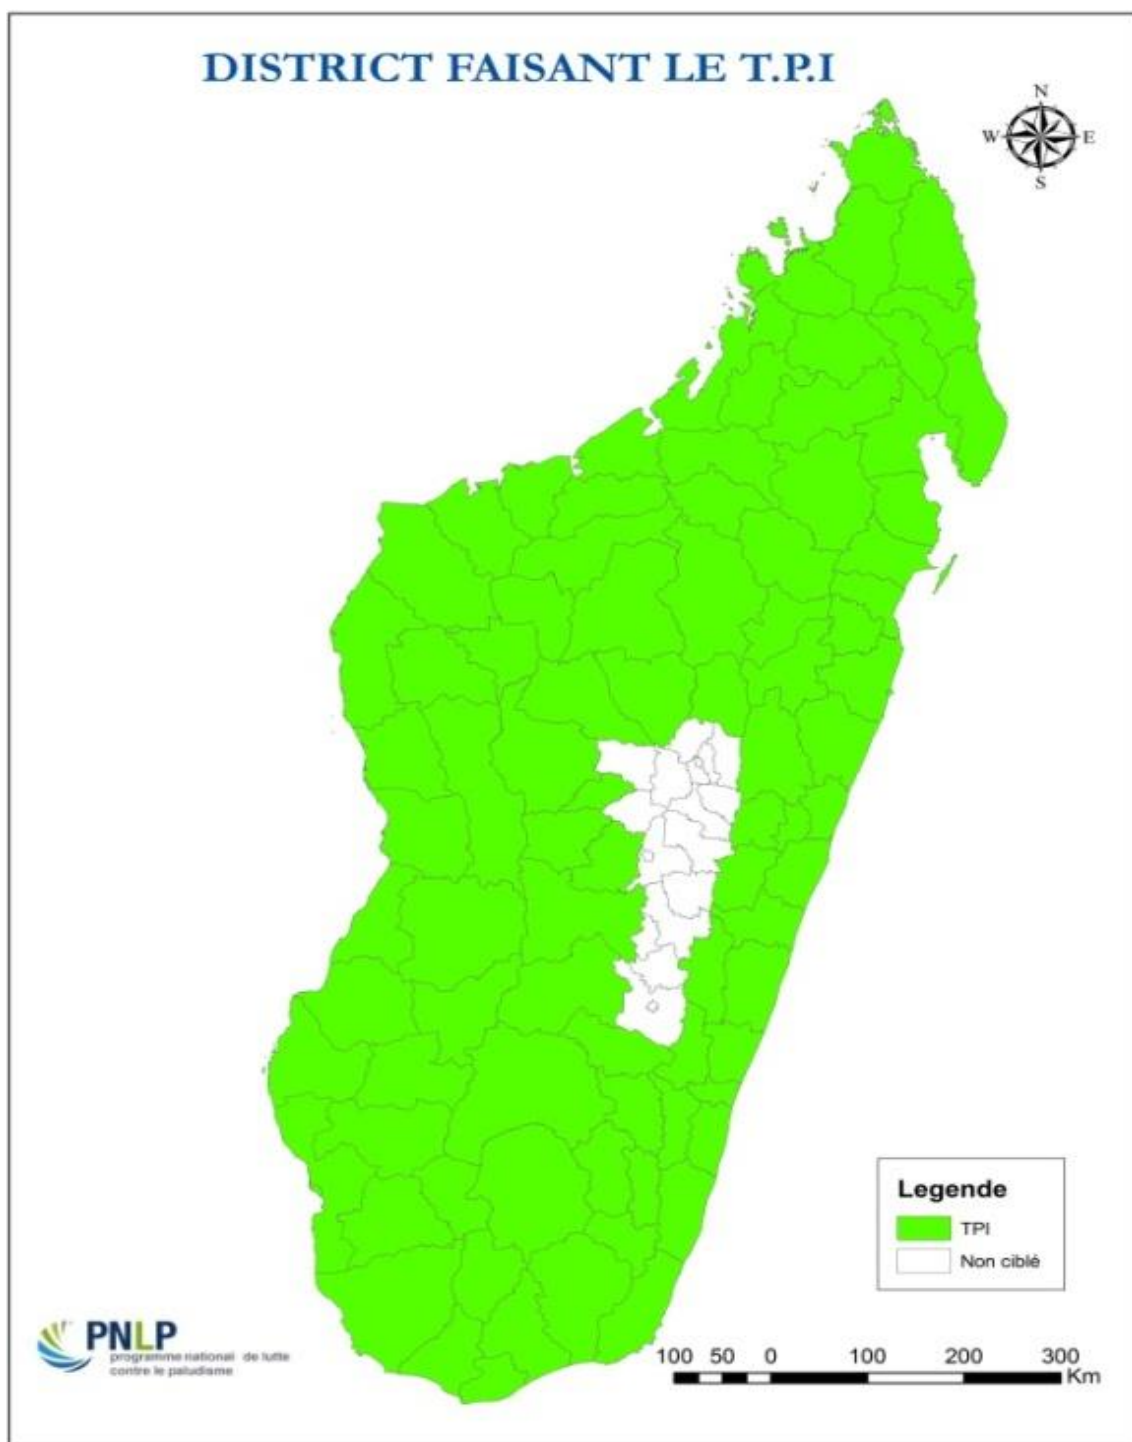 DISTRICT FAISANT LE T.P.I
N
W E
S
Legende
TPI
Non ciblé
PNLP
programme national de lutte
contre le paludisme
100 50 0 100 200 300
Km